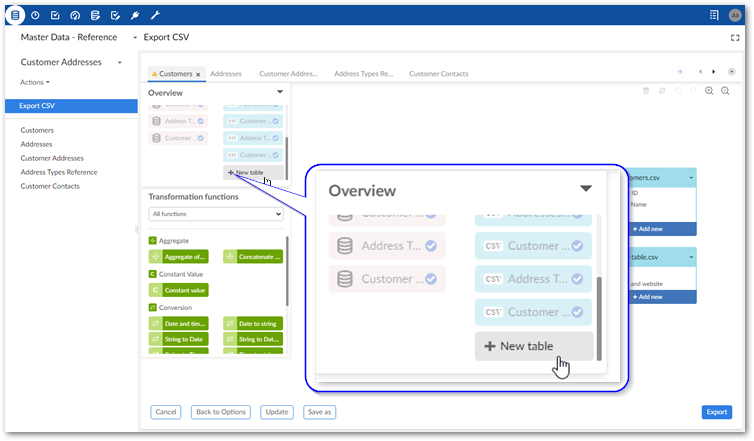 Master Data - Reference
Export CSV
Customer Addresses
Actions
Export CSV
Customers
Addresses
Customer Addresses
Address Types Reference
Customer Contacts
Customers x
Addresses
Customer Addres...
Address Types Re...
Customer Contacts
Overview
Customer ...
Address T...
CSV Customer ...
Customer ...
CSV Address T...
CSV Customer ...
+ New table
Transformation functions
All functions
Aggregate
Aggregate of...
Concatenate ...
C Constant Value
C Constant value
Conversion
Date and tim...
Date to string
String to Date
String to Dat...
Overview
Customer ...
CSV Addresses...
Address T...
CSV Customer ...
Customer ...
CSV Address T...
CSV Customer ...
+ New table
omers.csv
ID
Name
+ Add new
table.csv
and website
+ Add new
Cancel
Back to Options
Update
Save as
Export